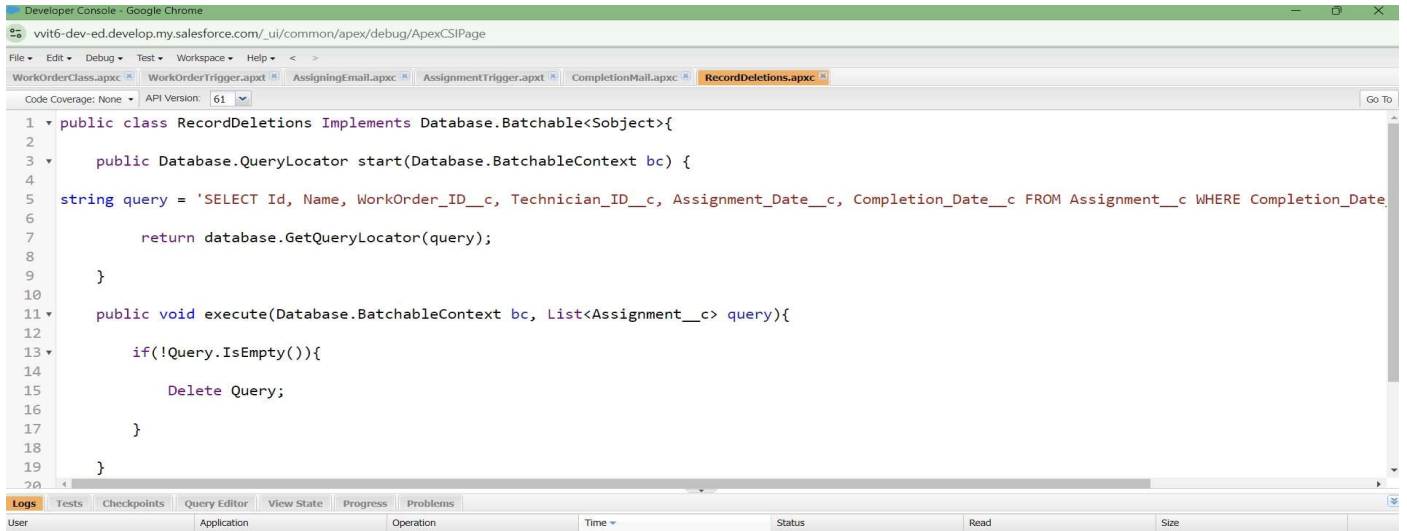 Developer Console - Google Chrome
vvit6-dev-ed.develop.my.salesforce.com/_ui/common/apex/debug/ApexCSIPage
File Edit Debug Test Workspace Help < >
WorkOrderClass.apxc WorkOrderTrigger.apxt AssigningEmail.apxc AssignmentTrigger.apxt CompletionMail.apxc RecordDeletions.apxc
Code Coverage: None API Version: 61 Go To
1 public class RecordDeletions Implements Database.Batchable<Sobject>{
2
3 public Database.QueryLocator start(Database.BatchableContext bc) {
4
5 string query = 'SELECT Id, Name, WorkOrder_ID__c, Technician_ID__c, Assignment_Date__c, Completion_Date__c FROM Assignment__c WHERE Completion_Date_
6
7 return database.GetQueryLocator(query);
8
9 }
10
11 public void execute(Database.BatchableContext bc, List<Assignment__c> query){
12
13 if(!Query.IsEmpty()){
14
15 Delete Query;
16
17 }
18
19 }
20
Logs Tests Checkpoints Query Editor View State Progress Problems
User Application Operation Time Status Read Size